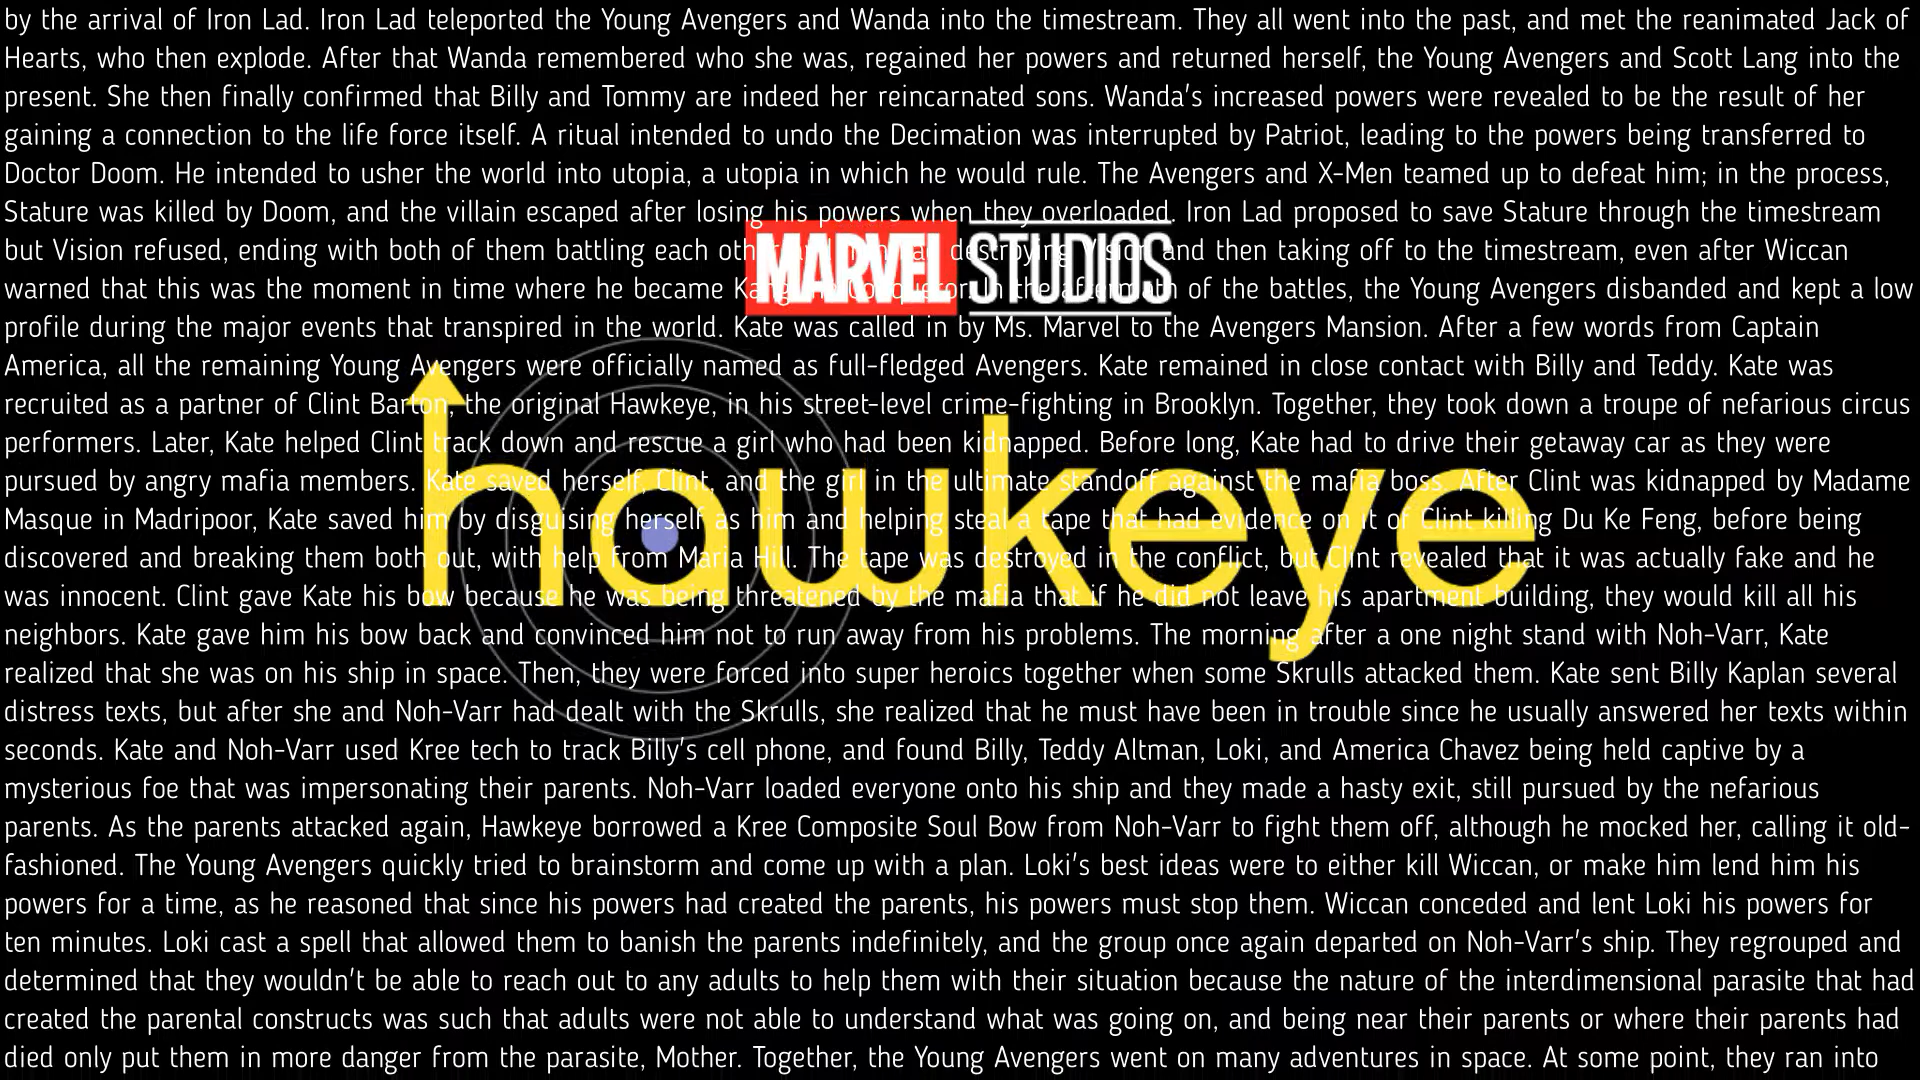 by the arrival of Iron Lad. Iron Lad teleported the Young Avengers and Wanda into the timestream. They all went into the past, and met the reanimated Jack of
Hearts, who then explode. After that Wanda remembered who she was, regained her powers and returned herself, the Young Avengers and Scott Lang into the
present. She then finally confirmed that Billy and Tommy are indeed her reincarnated sons. Wanda's increased powers were revealed to be the result of her
gaining a connection to the life force itself. A ritual intended to undo the Decimation was interrupted by Patriot, leading to the powers being transferred to
Doctor Doom. He intended to usher the world into utopia, a utopia in which he would rule. The Avengers and X-Men teamed up to defeat him; in the process,
Stature was killed by Doom, and the villain escaped after losing his powers when they overloaded. Iron Lad proposed to save Stature through the timestream
but Vision refused, ending with both of them battling each destroying Vision and then taking off to the timestream, even after Wiccan
MARVEL STUDIOS
warned that this was the moment in time where he became In the aftermath of the battles, the Young Avengers disbanded and kept a low
profile during the major events that transpired in the world. Kate was called in by Ms. Marvel to the Avengers Mansion. After a few words from Captain
America, all the remaining Young Avengers were officially named as full-fledged Avengers. Kate remained in close contact with Billy and Teddy. Kate was
recruited as a partner of Clint Barton, the original Hawkeye, in his street-level crime-fighting in Brooklyn. Together, they took down a troupe of nefarious circus
performers. Later, Kate helped Clint track down and rescue a girl who had been kidnapped. Before long, Kate had to drive their getaway car as they were
pursued by angry mafia members. Kate saved herself, Clint, and the girl in the ultimate standoff against the mafia boss. After Clint was kidnapped by Madame
Masque in Madripoor, Kate saved him by disguising herself as him and helping steal a tape that had evidence on it of Clint killing Du Ke Feng, before being
hawkeye
discovered and breaking them both out, with help from Maria Hill. The tape was destroyed in the conflict, but Clint revealed that it was actually fake and he
was innocent. Clint gave Kate his bow because he was being threatened by the mafia that if he did not leave his apartment building, they would kill all his
neighbors. Kate gave him his bow back and convinced him not to run away from his problems. The morning after a one night stand with Noh-Varr, Kate
realized that she was on his ship in space. Then, they were forced into super heroics together when some Skrulls attacked them. Kate sent Billy Kaplan several
distress texts, but after she and Noh-Varr had dealt with the Skrulls, she realized that he must have been in trouble since he usually answered her texts within
seconds. Kate and Noh-Varr used Kree tech to track Billy's cell phone, and found Billy, Teddy Altman, Loki, and America Chavez being held captive by a
mysterious foe that was impersonating their parents. Noh-Varr loaded everyone onto his ship and they made a hasty exit, still pursued by the nefarious
parents. As the parents attacked again, Hawkeye borrowed a Kree Composite Soul Bow from Noh-Varr to fight them off, although he mocked her, calling it old-
fashioned. The Young Avengers quickly tried to brainstorm and come up with a plan. Loki's best ideas were to either kill Wiccan, or make him lend him his
powers for a time, as he reasoned that since his powers had created the parents, his powers must stop them. Wiccan conceded and lent Loki his powers for
ten minutes. Loki cast a spell that allowed them to banish the parents indefinitely, and the group once again departed on Noh-Varr's ship. They regrouped and
determined that they wouldn't be able to reach out to any adults to help them with their situation because the nature of the interdimensional parasite that had
created the parental constructs was such that adults were not able to understand what was going on, and being near their parents or where their parents had
died only put them in more danger from the parasite, Mother. Together, the Young Avengers went on many adventures in space. At some point, they ran into